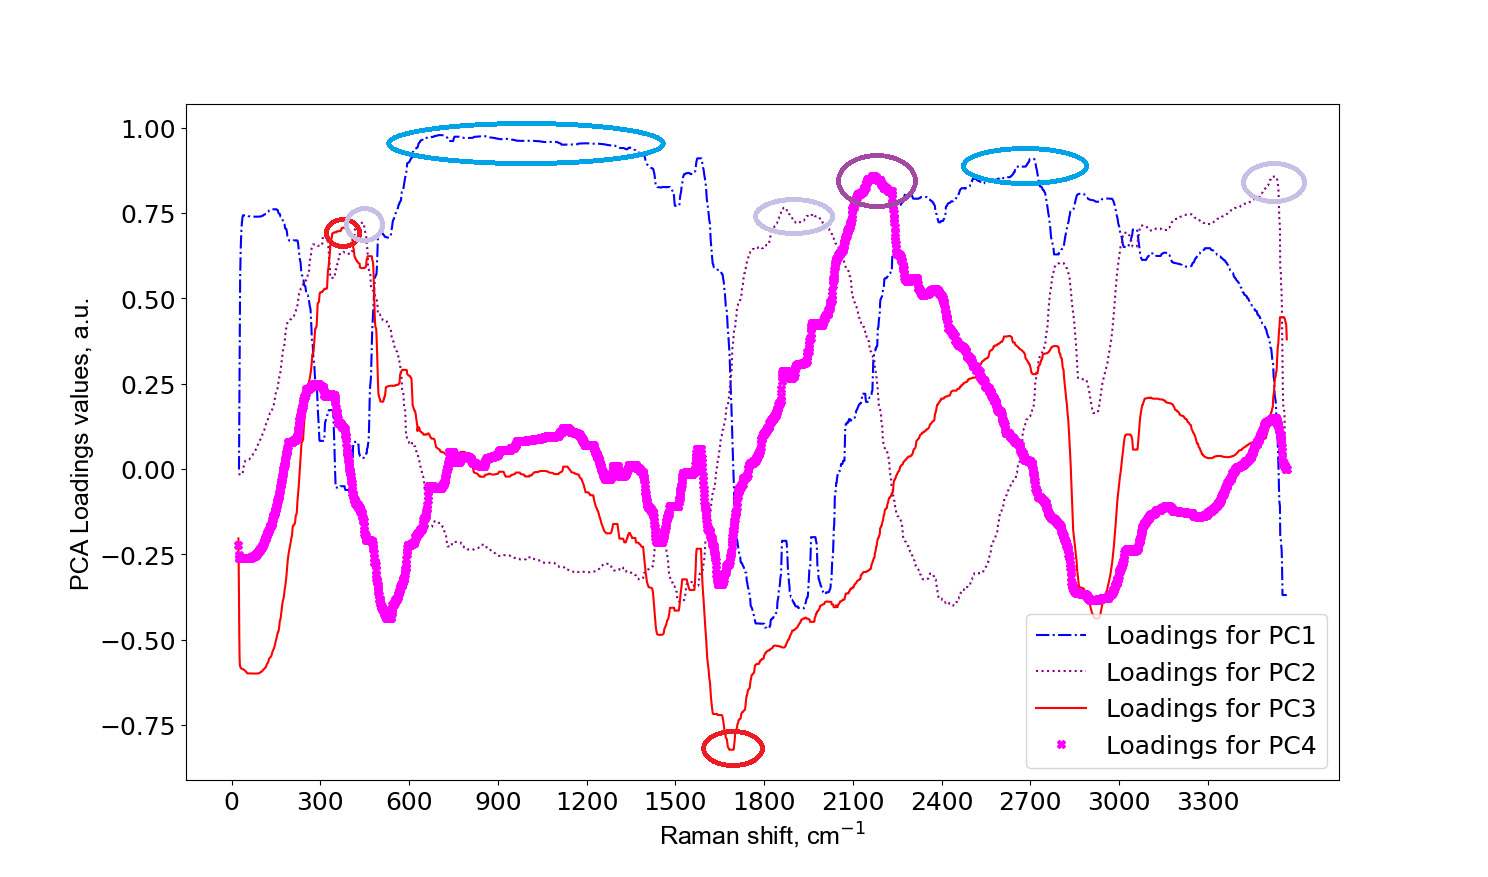 1.00
0.75
0.50
0.25
0.00
−0.25
−0.50
−0.75
PCA Loadings values, a.u.
0 300 600 900 1200 1500 1800 2100 2400 2700 3000 3300
Raman shift, cm⁻¹
Loadings for PC1
Loadings for PC2
Loadings for PC3
Loadings for PC4